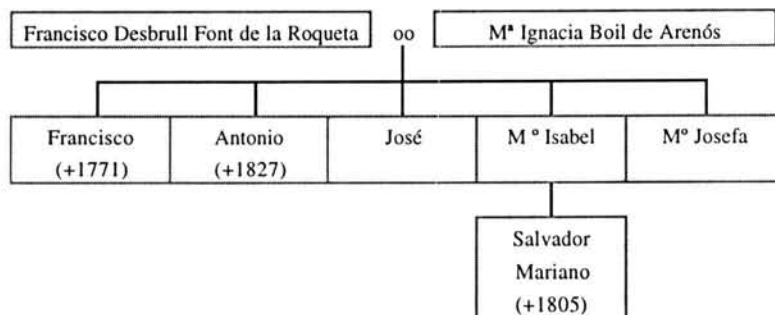 Francisco Desbrull Font de la Roqueta oo Mª Ignacia Boil de Arenós
Francisco Antonio José M º Isabel Mº Josefa
(+1771) (+1827)
Salvador
Mariano
(+1805)